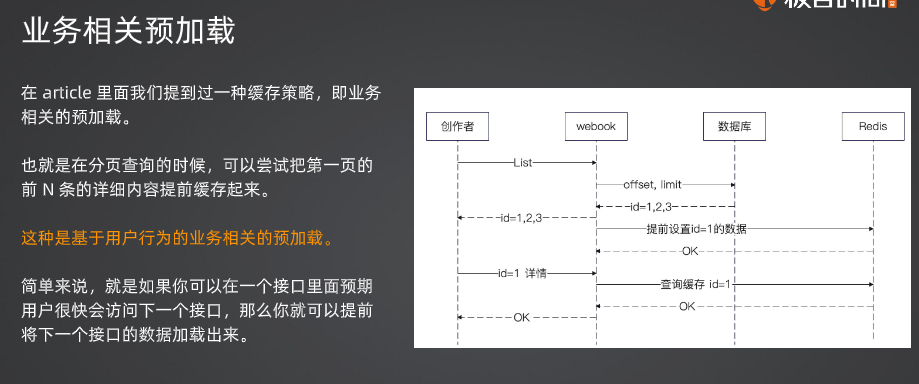 业务相关预加载
在 article 里面我们提到过一种缓存策略，即业务
相关的预加载。
也就是在分页查询的时候，可以尝试把第一页的
前 N 条的详细内容提前缓存起来。
这种是基于用户行为的业务相关的预加载。
简单来说，就是如果你可以在一个接口里面预期
用户很快会访问下一个接口，那么你就可以提前
将下一个接口的数据加载出来。
创作者
webook
数据库
Redis
List
offset, limit
id=1,2,3
id=1,2,3
提前设置id=1的数据
OK
id=1 详情
查询缓存 id=1
OK
OK